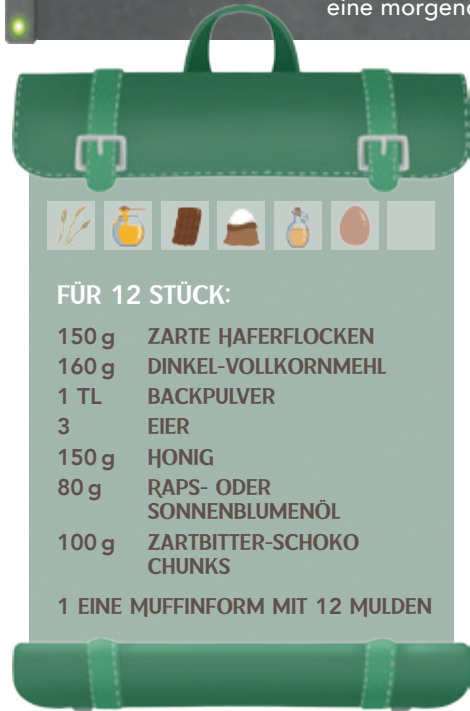 eine morgend
FÜR 12 STÜCK:
150 g ZARTE HAFERFLOCKEN
160 g DINKEL-VOLLKORNMEHL
1 TL BACKPULVER
3 EIER
150 g HONIG
80 g RAPS- ODER
SONNENBLUMENÖL
100 g ZARTBITTER-SCHOKO
CHUNKS
1 EINE MUFFINFORM MIT 12 MULDEN